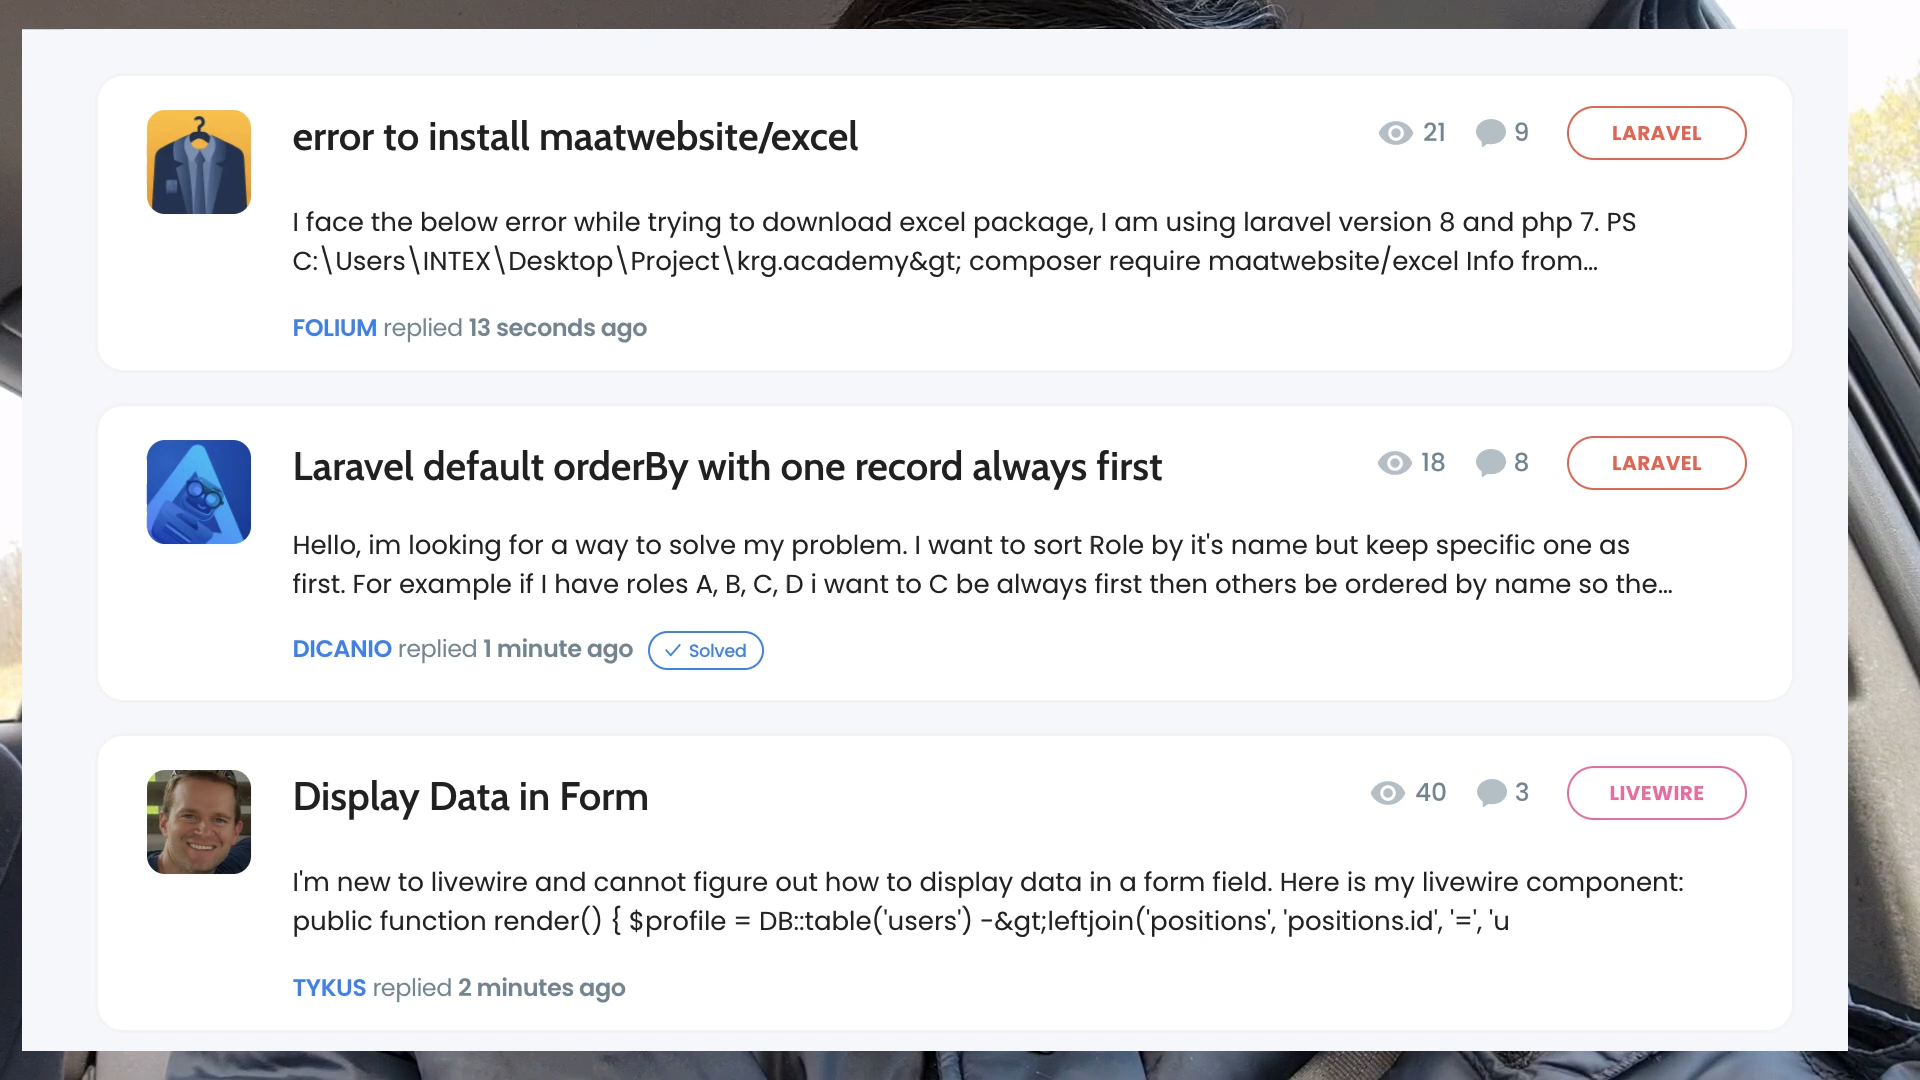 error to install maatwebsite/excel
21
9
LARAVEL
I face the below error while trying to download excel package, I am using laravel version 8 and php 7. PS
C:\Users\INTEX\Desktop\Project\krg.academy&gt; composer require maatwebsite/excel Info from...
FOLIUM replied 13 seconds ago
Laravel default orderBy with one record always first
18
8
LARAVEL
Hello, im looking for a way to solve my problem. I want to sort Role by it's name but keep specific one as
first. For example if I have roles A, B, C, D i want to C be always first then others be ordered by name so the...
DICANIO replied 1 minute ago
Solved
Display Data in Form
40
3
LIVEWIRE
I'm new to livewire and cannot figure out how to display data in a form field. Here is my livewire component:
public function render() { $profile = DB::table('users') -&gt;leftjoin('positions', 'positions.id', '=', 'u
TYKUS replied 2 minutes ago